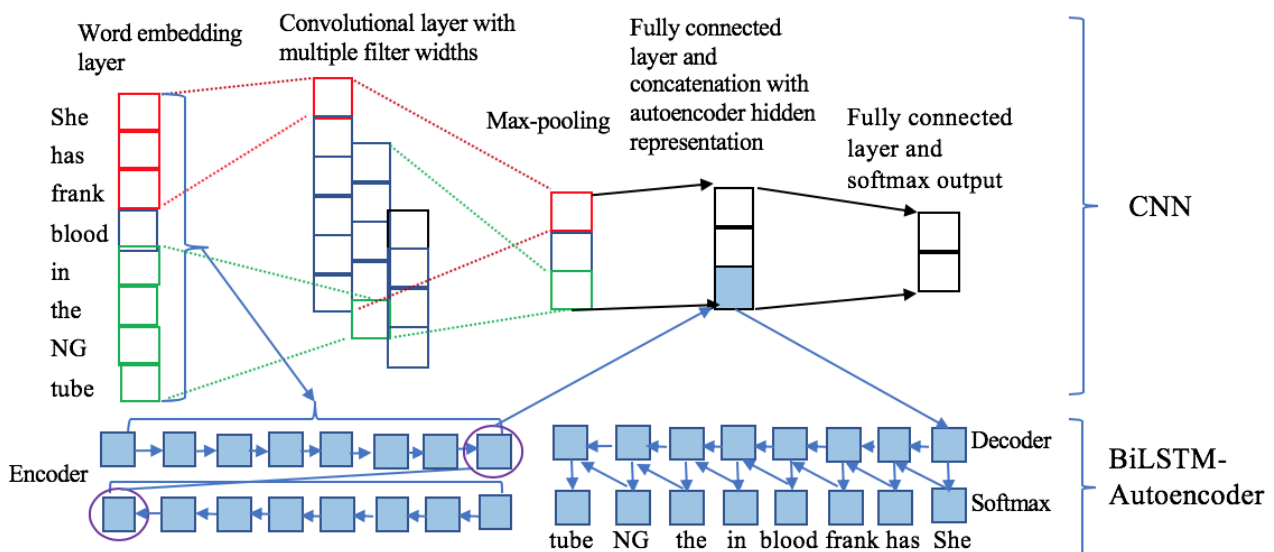 Word embedding
layer
Convolutional layer with
multiple filter widths
Max-pooling
Fully connected
layer and
concatenation with
autoencoder hidden
representation
Fully connected
layer and
softmax output
CNN
She
has
frank
blood
in
the
NG
tube
Encoder
Decoder
Softmax
tube NG the in blood frank has She
BiLSTM-
Autoencoder